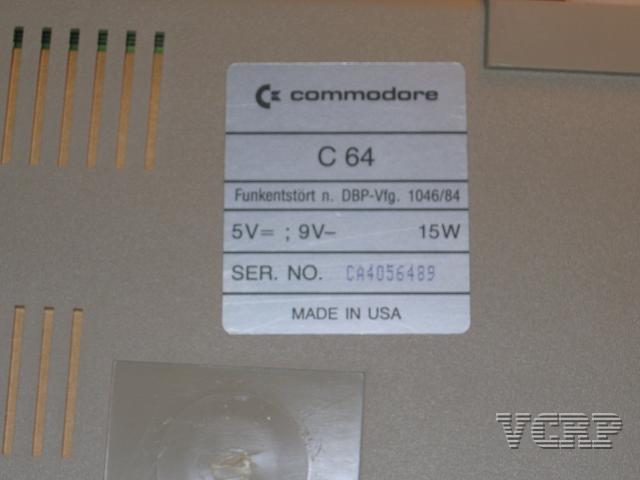 commodore
C 64
Funkentstört n. DBP-Vfg. 1046/84
5V= ; 9V~ 15W
SER. NO. CA4056489
MADE IN USA
VCRP